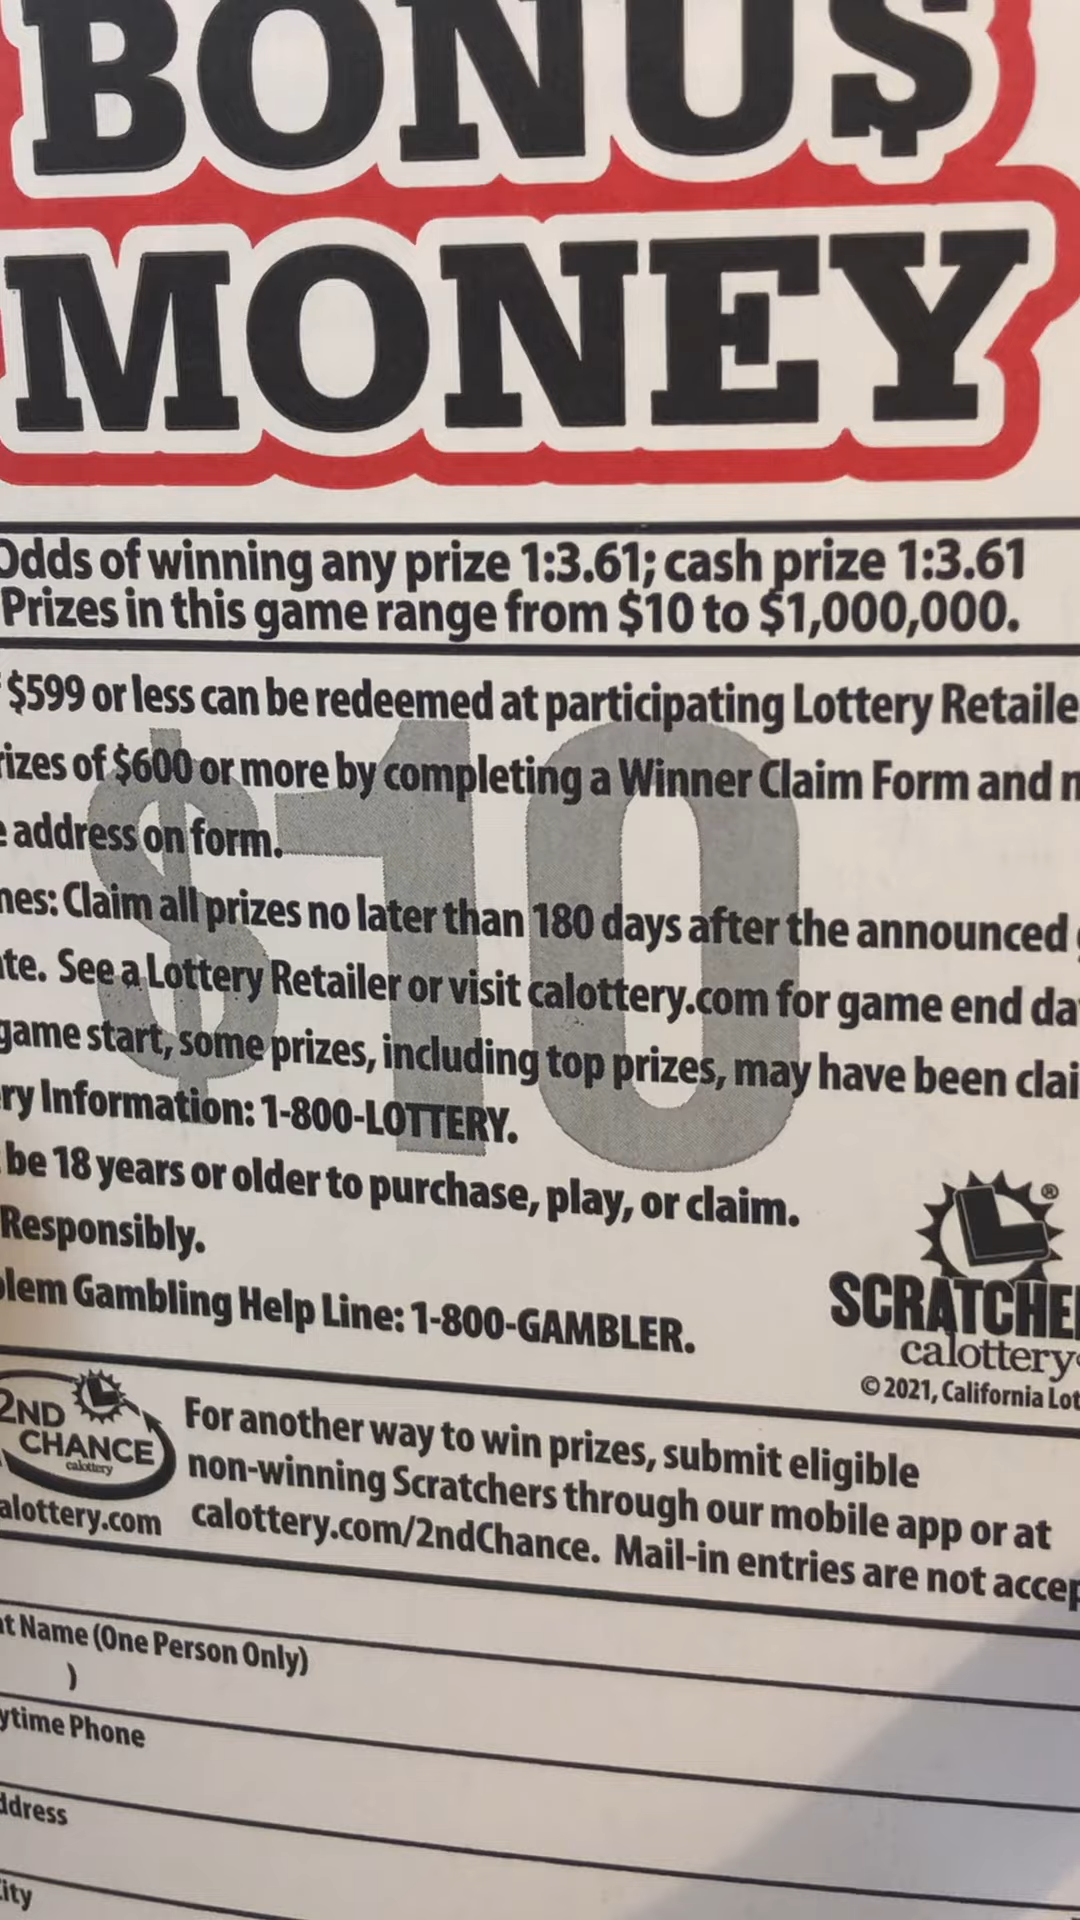 BONU$
MONEY
Odds of winning any prize 1:3.61; cash prize 1:3.61
Prizes in this game range from $10 to $1,000,000.
$599 or less can be redeemed at participating Lottery Retaile
rizes of $600 or more by completing a Winner Claim Form and m
e address on form.
$10
nes: Claim all prizes no later than 180 days after the announced
te. See a Lottery Retailer or visit calottery.com for game end da
game start, some prizes, including top prizes, may have been clai
ry Information: 1-800-LOTTERY.
be 18 years or older to purchase, play, or claim.
Responsibly.
lem Gambling Help Line: 1-800-GAMBLER.
®
SCRATCHE
calottery
© 2021, California Lot
2ND
CHANCE
calottery
alottery.com
For another way to win prizes, submit eligible
non-winning Scratchers through our mobile app or at
calottery.com/2ndChance. Mail-in entries are not accep
t Name (One Person Only)
)
ytime Phone
ddress
City